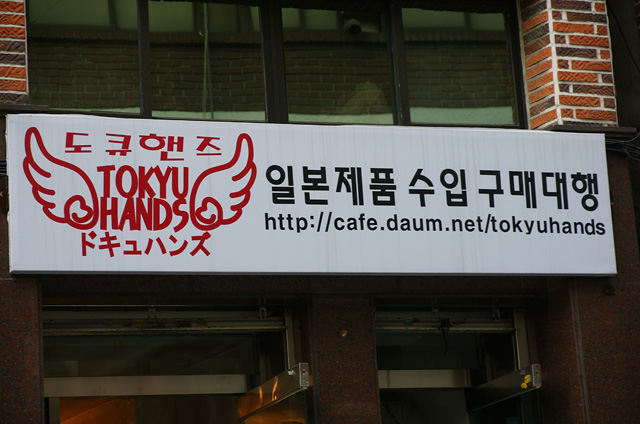 도큐핸즈
TOKYU
HANDS
ドキュハンズ
일본제품 수입 구매대행
http://cafe.daum.net/tokyuhands